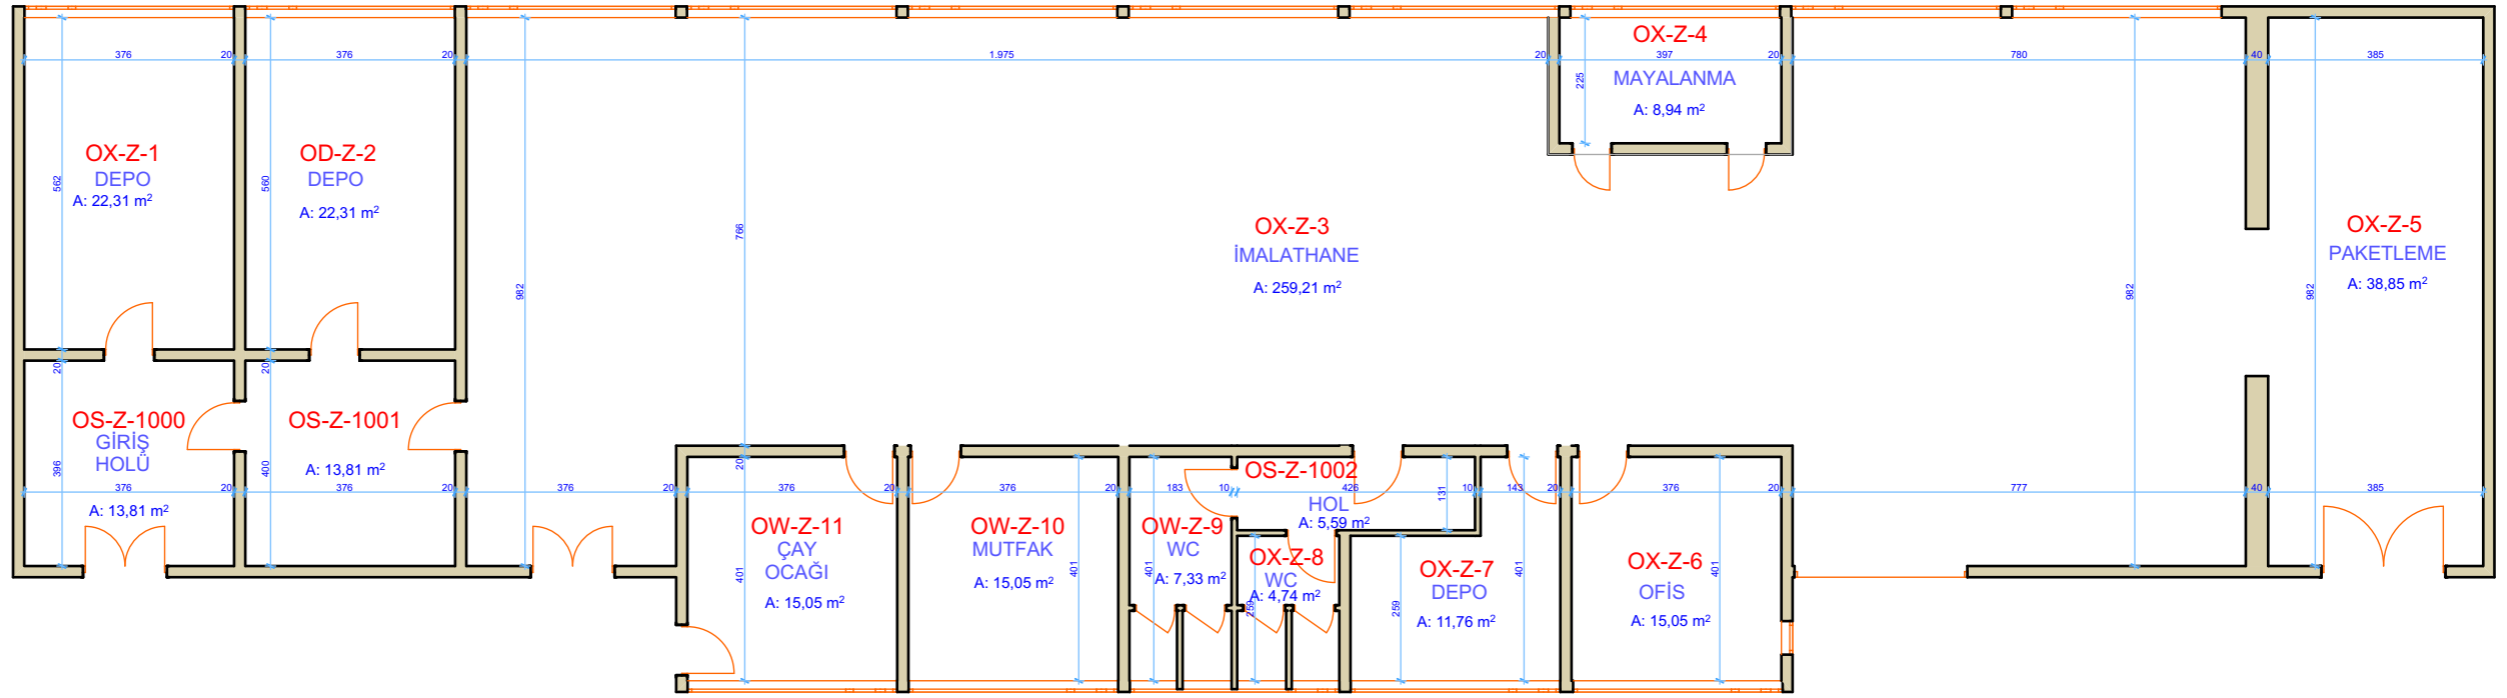 376
20
376
20
1.975
20
397
20
780
40
385
OX-Z-4
MAYALANMA
A: 8,94 m²
225
OX-Z-1
DEPO
A: 22,31 m²
562
OD-Z-2
DEPO
A: 22,31 m²
560
982
766
OX-Z-3
İMALATHANE
A: 259,21 m²
982
982
OX-Z-5
PAKETLEME
A: 38,85 m²
20
20
OS-Z-1000
GİRİŞ
HOLÜ
A: 13,81 m²
396
OS-Z-1001
A: 13,81 m²
400
20
376
20
376
20
376
20
376
20
376
20
183
10
426
10
143
20
376
20
777
40
385
OW-Z-11
ÇAY
OCAĞI
A: 15,05 m²
401
OW-Z-10
MUTFAK
A: 15,05 m²
401
OW-Z-9
WC
A: 7,33 m²
401
OS-Z-1002
HOL
A: 5,59 m²
131
OX-Z-8
WC
A: 4,74 m²
259
OX-Z-7
DEPO
A: 11,76 m²
259
401
OX-Z-6
OFİS
A: 15,05 m²
401